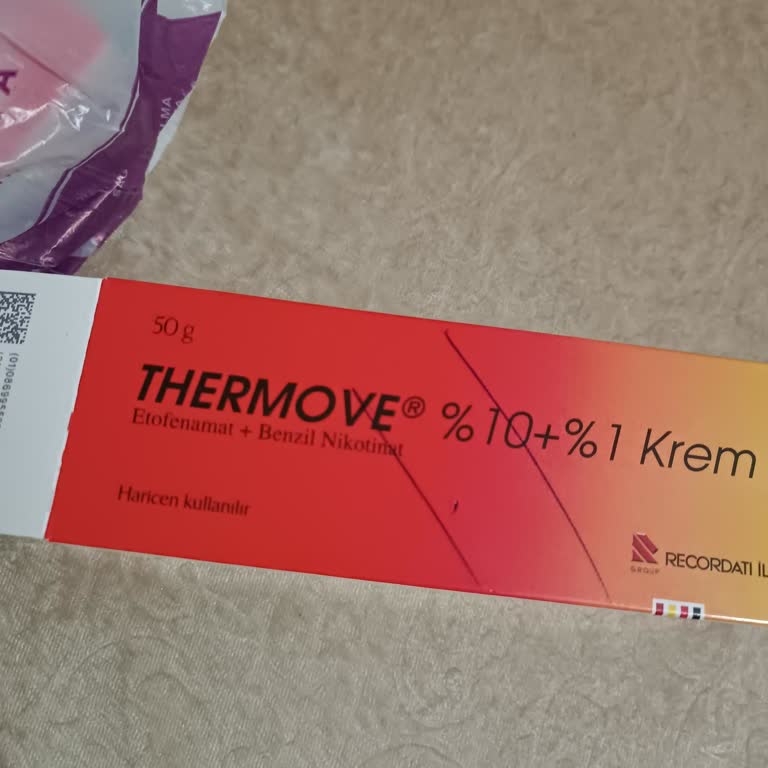 50 g
THERMOVE® %10+%1 Krem
Etofenamat + Benzil Nikotinat
Haricen kullanılır
GROUP
RECORDATI